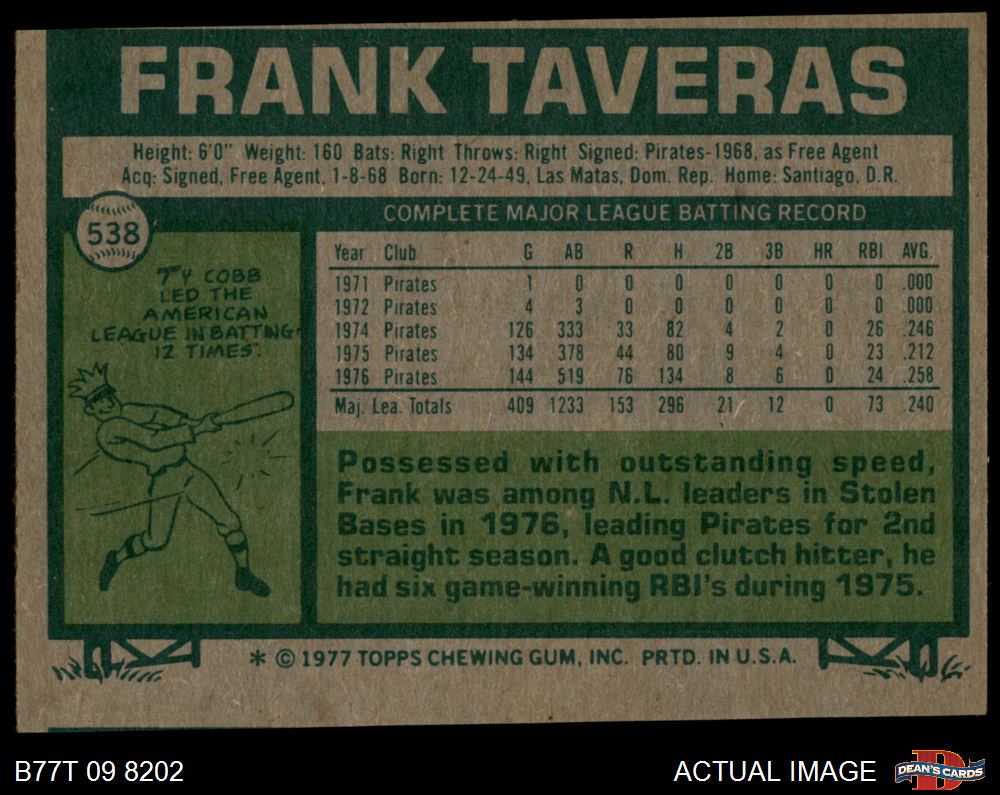 FRANK TAVERAS
Height: 6'0" Weight: 160 Bats: Right Throws: Right Signed: Pirates-1968, as Free Agent
Acq: Signed, Free Agent, 1-8-68 Born: 12-24-49, Las Matas, Dom. Rep. Home: Santiago, D.R.
538
TY COBB
LED THE
AMERICAN
LEAGUE IN BATTING
12 TIMES.
COMPLETE MAJOR LEAGUE BATTING RECORD
Year Club G AB R H 2B 3B HR RBI AVG.
1971 Pirates 1 0 0 0 0 0 0 0 .000
1972 Pirates 4 3 0 0 0 0 0 0 .000
1974 Pirates 126 333 33 82 4 2 0 26 .246
1975 Pirates 134 378 44 80 9 4 0 23 .212
1976 Pirates 144 519 76 134 8 6 0 24 .258
Maj. Lea. Totals 409 1233 153 296 21 12 0 73 .240
Possessed with outstanding speed,
Frank was among N.L. leaders in Stolen
Bases in 1976, leading Pirates for 2nd
straight season. A good clutch hitter, he
had six game-winning RBI's during 1975.
* © 1977 TOPPS CHEWING GUM, INC. PRTD. IN U.S.A.
B77T 09 8202
ACTUAL IMAGE
DEAN'S CARDS